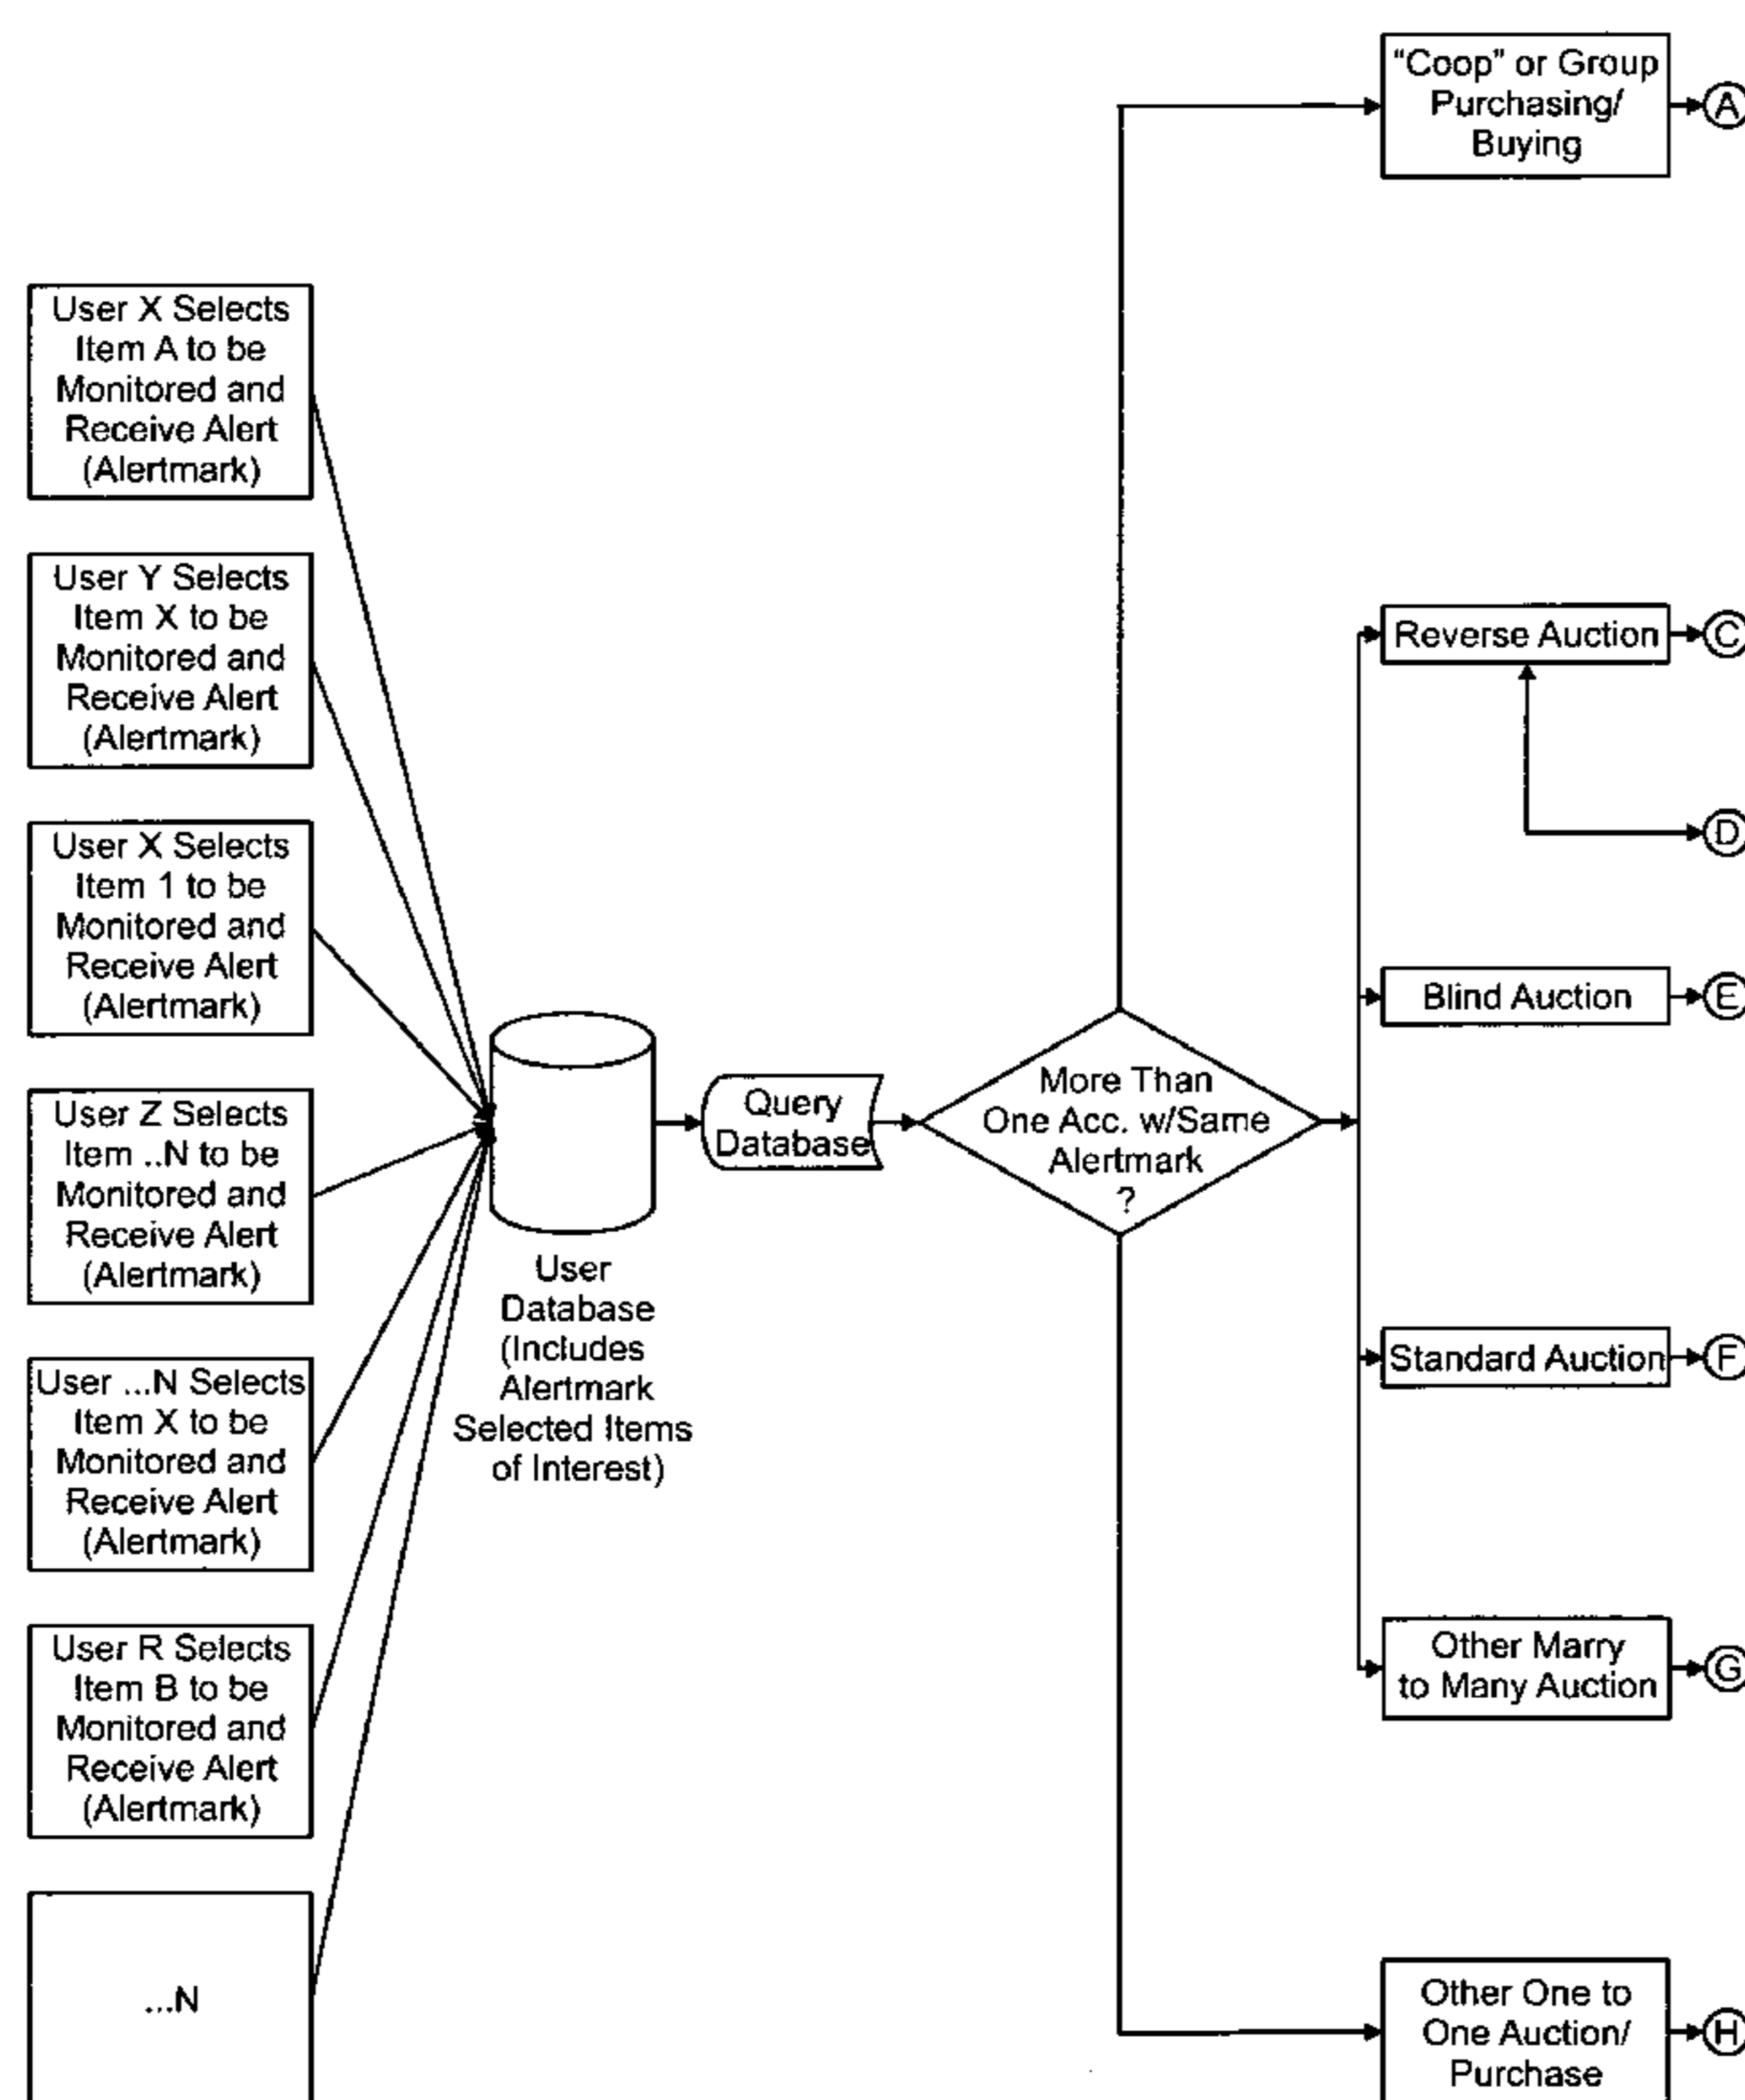 User X Selects
Item A to be
Monitored and
Receive Alert
(Alertmark)
User Y Selects
Item X to be
Monitored and
Receive Alert
(Alertmark)
User X Selects
Item 1 to be
Monitored and
Receive Alert
(Alertmark)
User Z Selects
Item ..N to be
Monitored and
Receive Alert
(Alertmark)
User ...N Selects
Item X to be
Monitored and
Receive Alert
(Alertmark)
User R Selects
Item B to be
Monitored and
Receive Alert
(Alertmark)
...N
User
Database
(Includes
Alertmark
Selected Items
of Interest)
Query
Database
More Than
One Acc. w/Same
Alertmark
?
"Coop" or Group
Purchasing/
Buying
A
Reverse Auction
C
D
Blind Auction
E
Standard Auction
F
Other Marry
to Many Auction
G
Other One to
One Auction/
Purchase
H